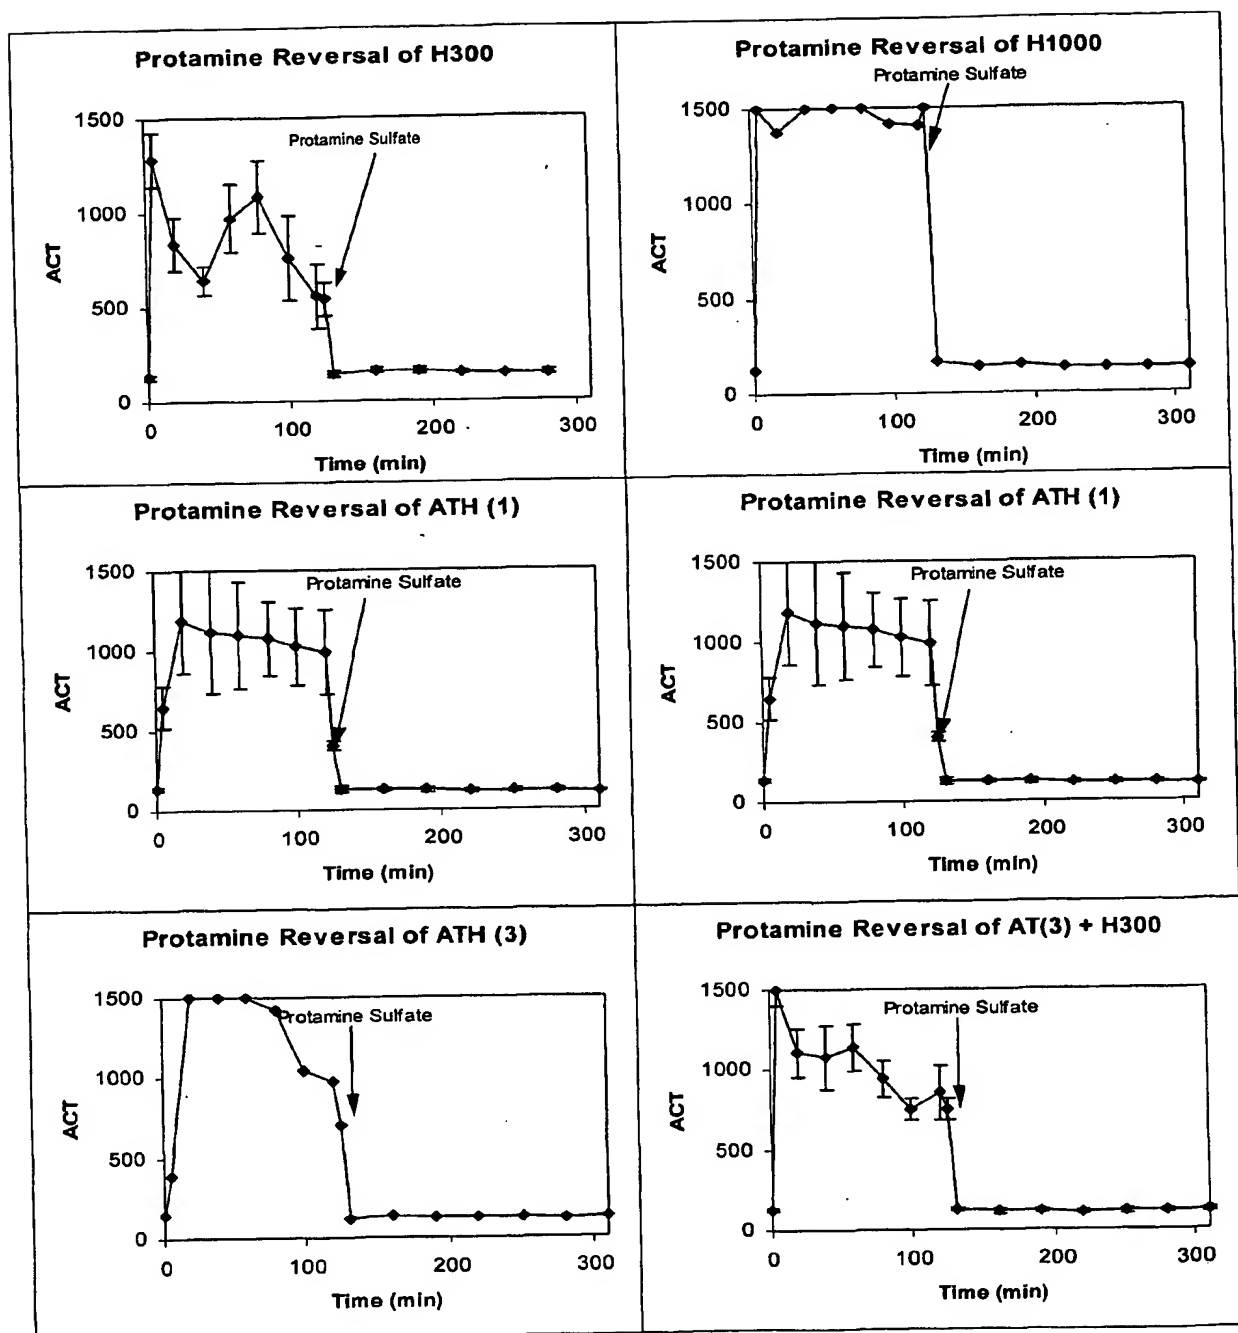 Protamine Reversal of H300
Protamine Sulfate
1500
1000
500
0
ACT
0 100 200 300
Time (min)
Protamine Reversal of H1000
Protamine Sulfate
1500
1000
500
0
ACT
0 100 200 300
Time (min)
Protamine Reversal of ATH (1)
Protamine Sulfate
1500
1000
500
0
ACT
0 100 200 300
Time (min)
Protamine Reversal of ATH (1)
Protamine Sulfate
1500
1000
500
0
ACT
0 100 200 300
Time (min)
Protamine Reversal of ATH (3)
Protamine Sulfate
1500
1000
500
0
ACT
0 100 200 300
Time (min)
Protamine Reversal of AT(3) + H300
Protamine Sulfate
1500
1000
500
0
ACT
0 100 200 300
Time (min)